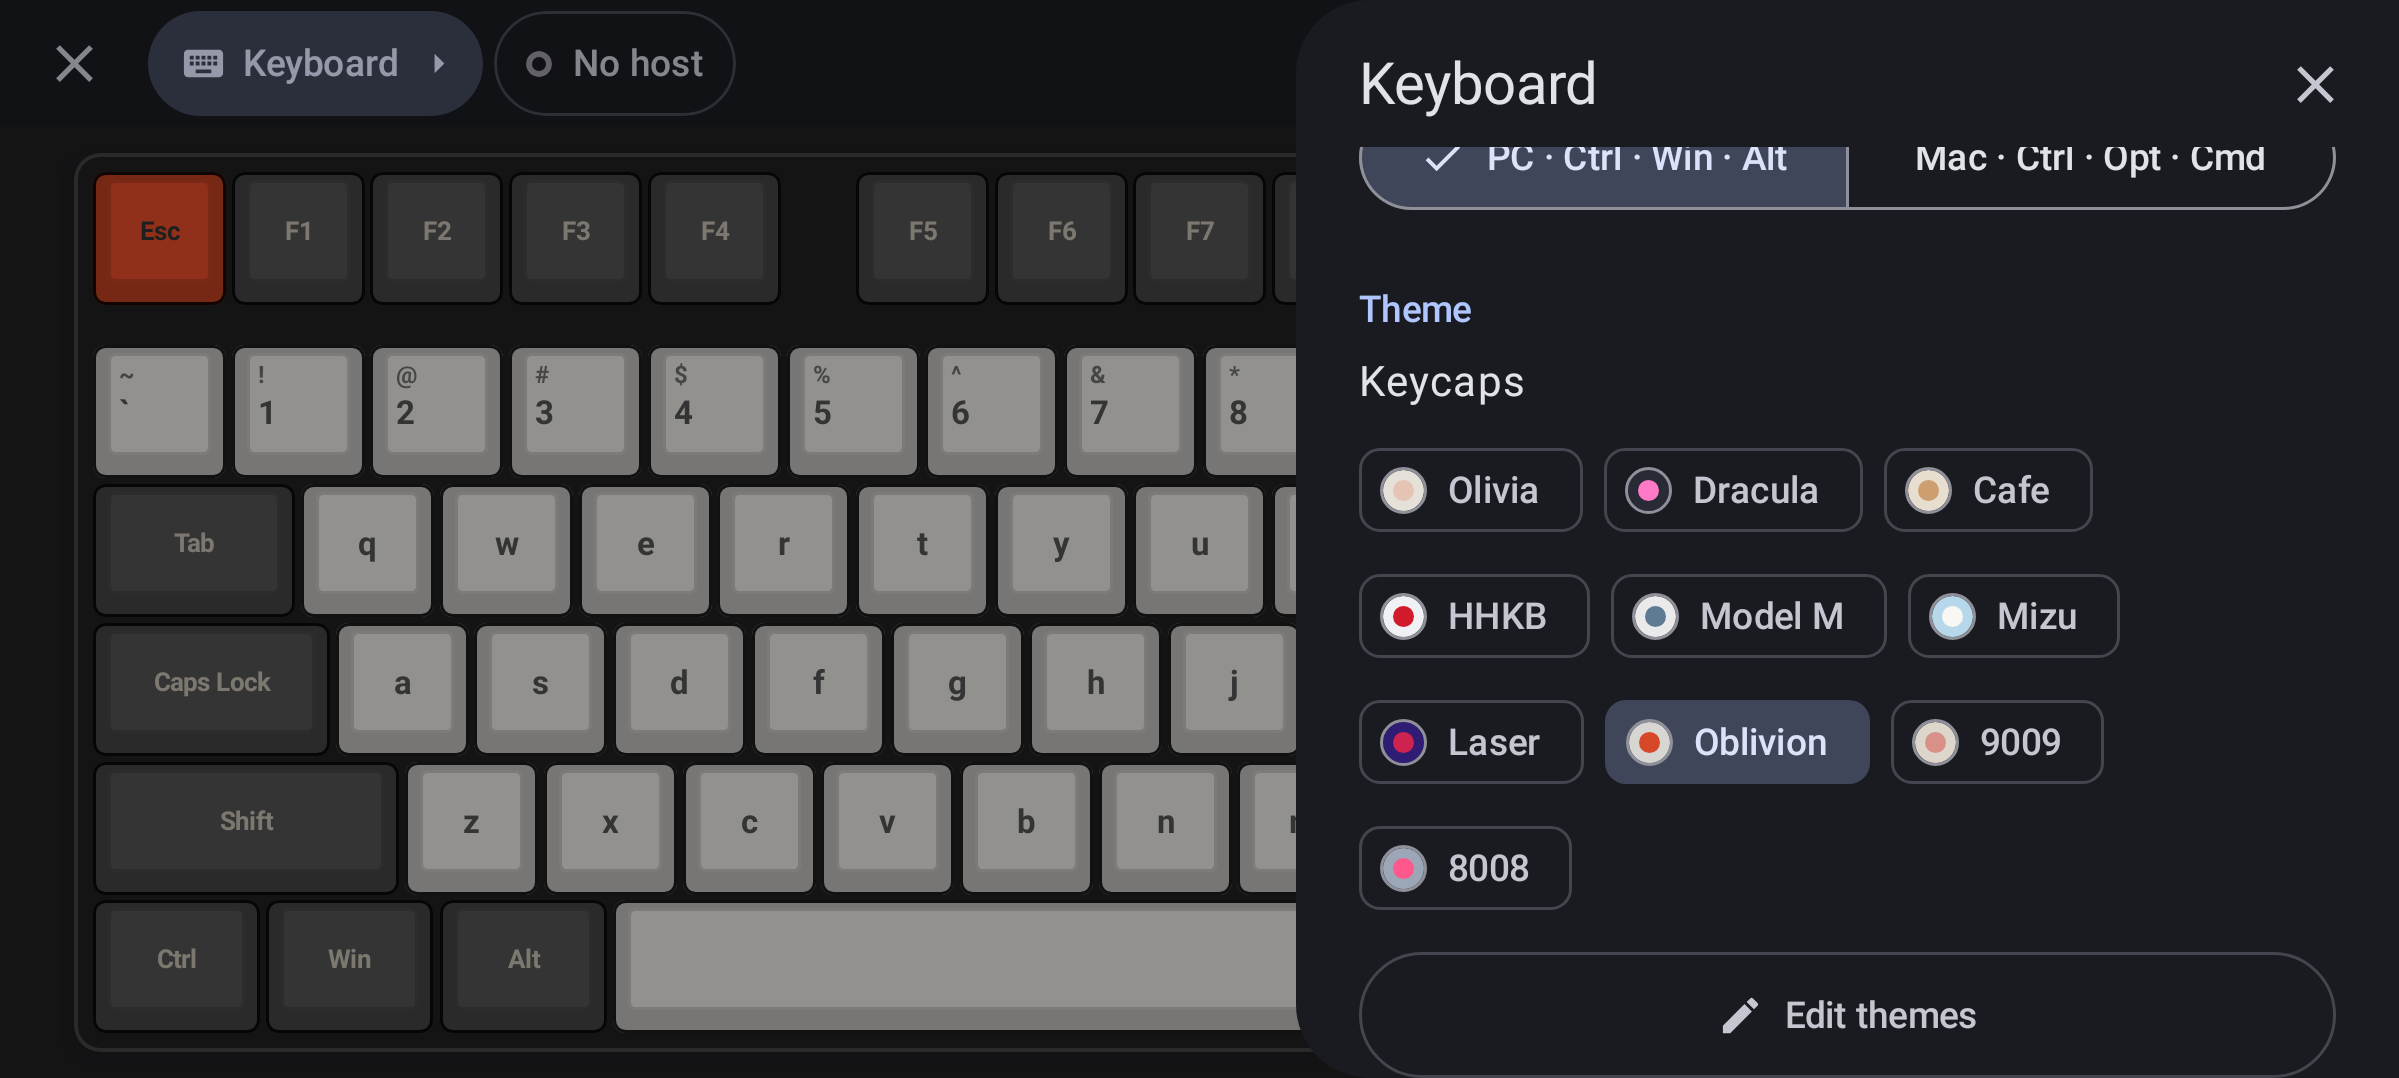 Keyboard
No host
Keyboard
PC · Ctrl · Win · Alt
Mac · Ctrl · Opt · Cmd
Theme
Keycaps
Olivia
Dracula
Cafe
HHKB
Model M
Mizu
Laser
Oblivion
9009
8008
Edit themes
Esc F1 F2 F3 F4 F5 F6 F7
~ ! @ # $ % ^ & *
` 1 2 3 4 5 6 7 8
Tab q w e r t y u
Caps Lock a s d f g h j
Shift z x c v b n
Ctrl Win Alt